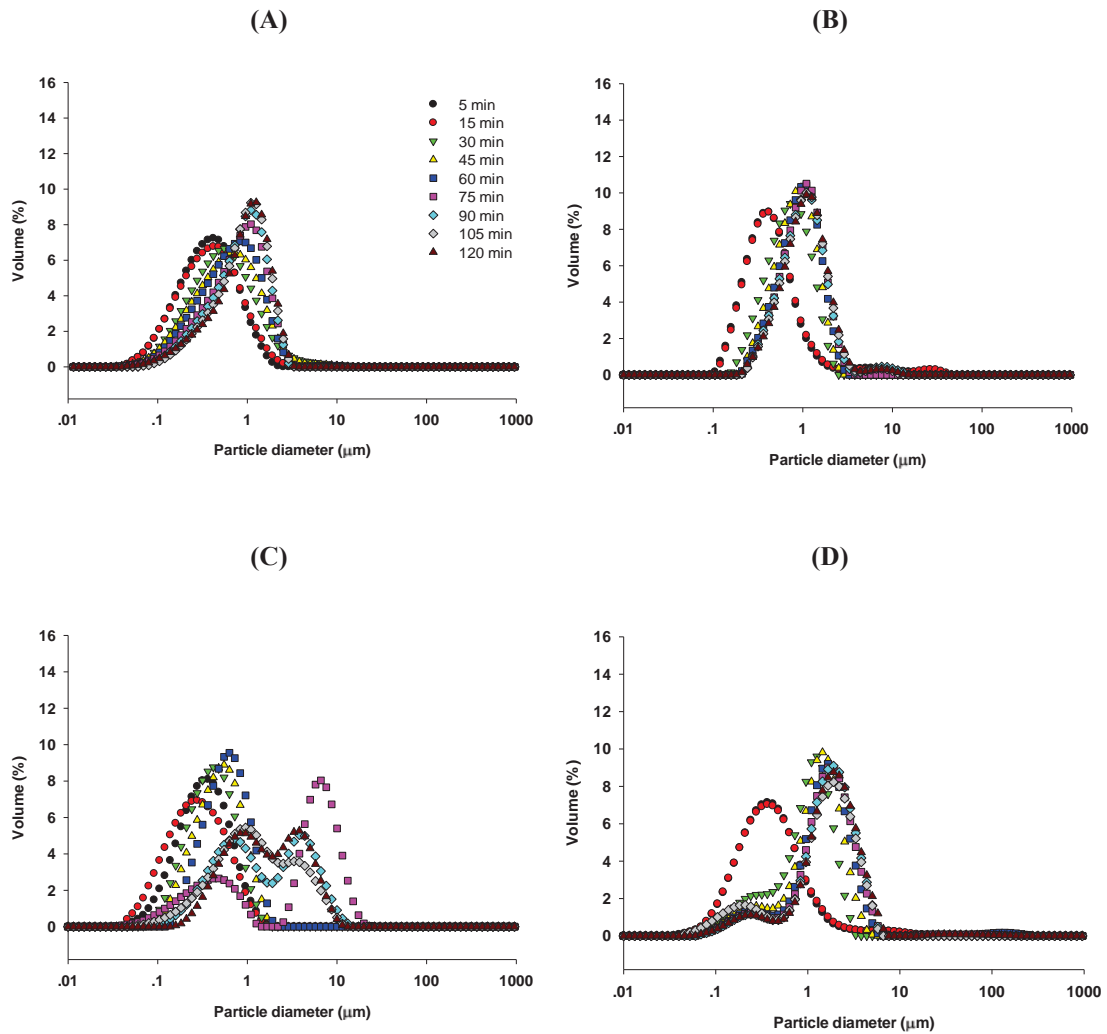 (A)
16
14
12
10
8
6
4
2
0
Volume (%)
.01 .1 1 10 100 1000
Particle diameter (μm)
5 min
15 min
30 min
45 min
60 min
75 min
90 min
105 min
120 min
(B)
16
14
12
10
8
6
4
2
0
Volume (%)
.01 .1 1 10 100 1000
Particle diameter (μm)
(C)
16
14
12
10
8
6
4
2
0
Volume (%)
.01 .1 1 10 100 1000
Particle diameter (μm)
(D)
16
14
12
10
8
6
4
2
0
Volume (%)
.01 .1 1 10 100 1000
Particle diameter (μm)